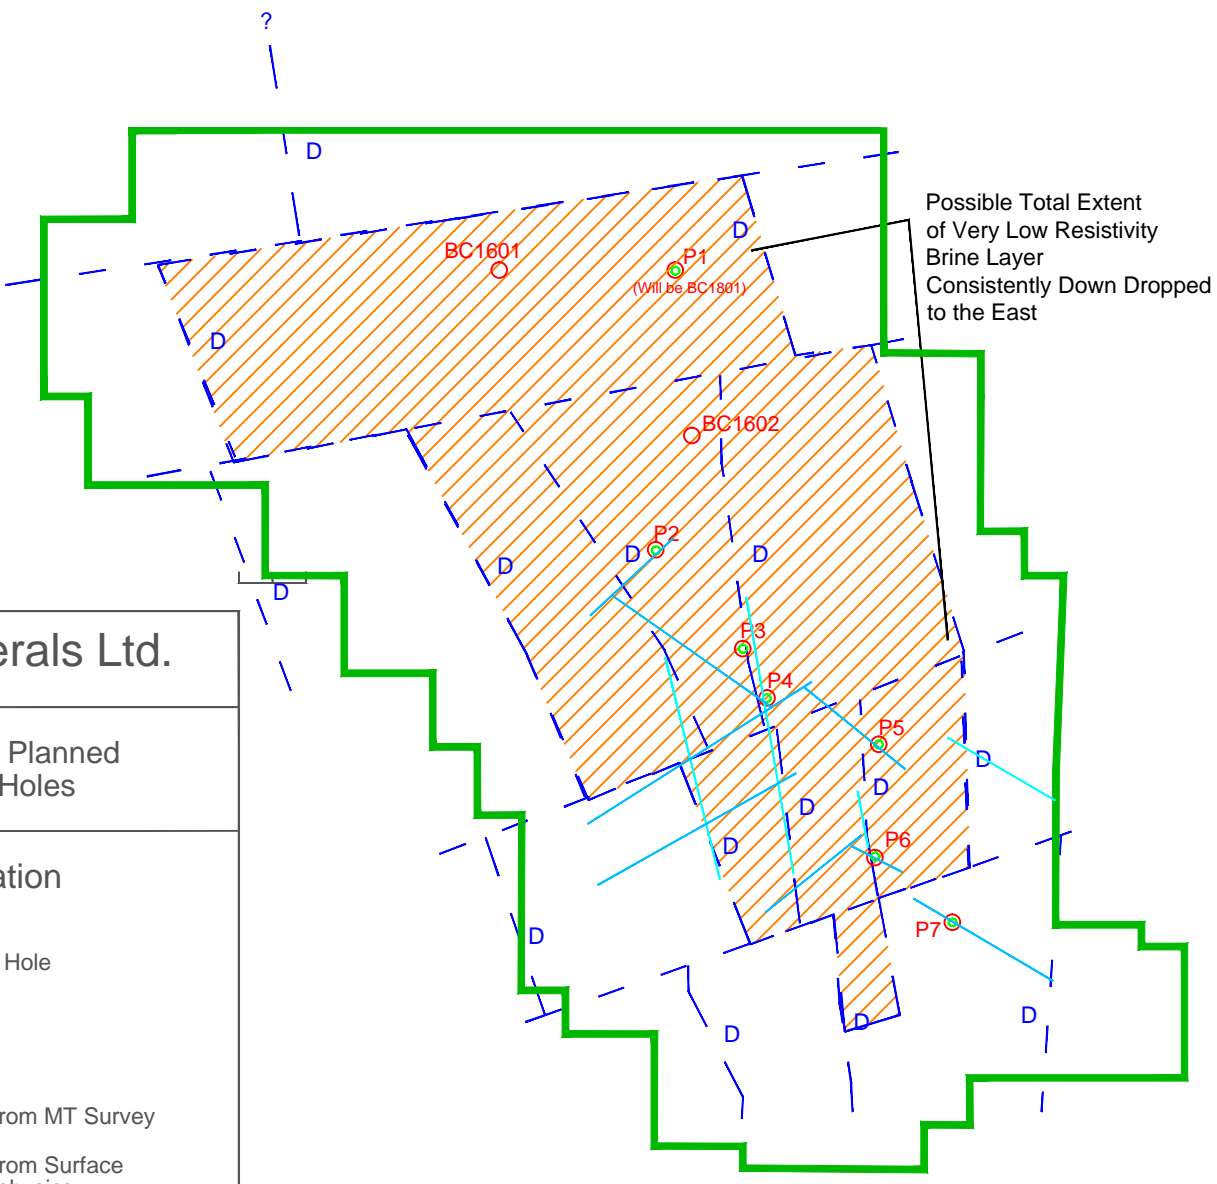 ?
D
Possible Total Extent
of Very Low Resistivity
Brine Layer
Consistently Down Dropped
to the East
D
BC1601
P1
(Will be BC1801)
D
BC1602
P2
D
D
D
D
P3
P4
P5
D
D
D
D
P6
P7
D
D
D
D
erals Ltd.
Planned
Holes
ation
Hole
rom MT Survey
rom Surface